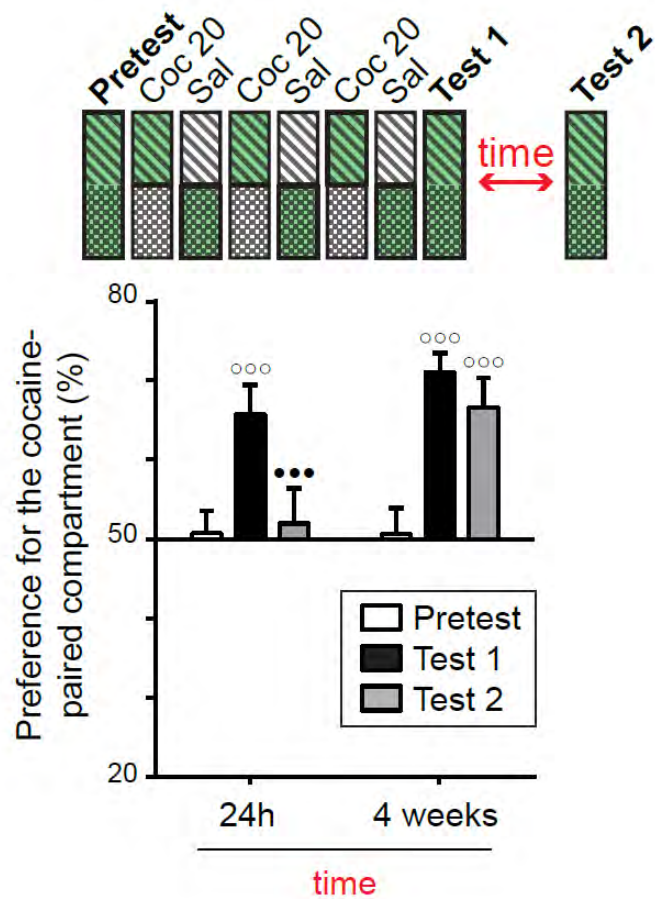 Pretest
Coc 20
Sal
Coc 20
Sal
Coc 20
Sal
Test 1
time
Test 2
Preference for the cocaine-
paired compartment (%)
80
50
20
○○○
●●●
○○○
○○○
Pretest
Test 1
Test 2
24h
4 weeks
time